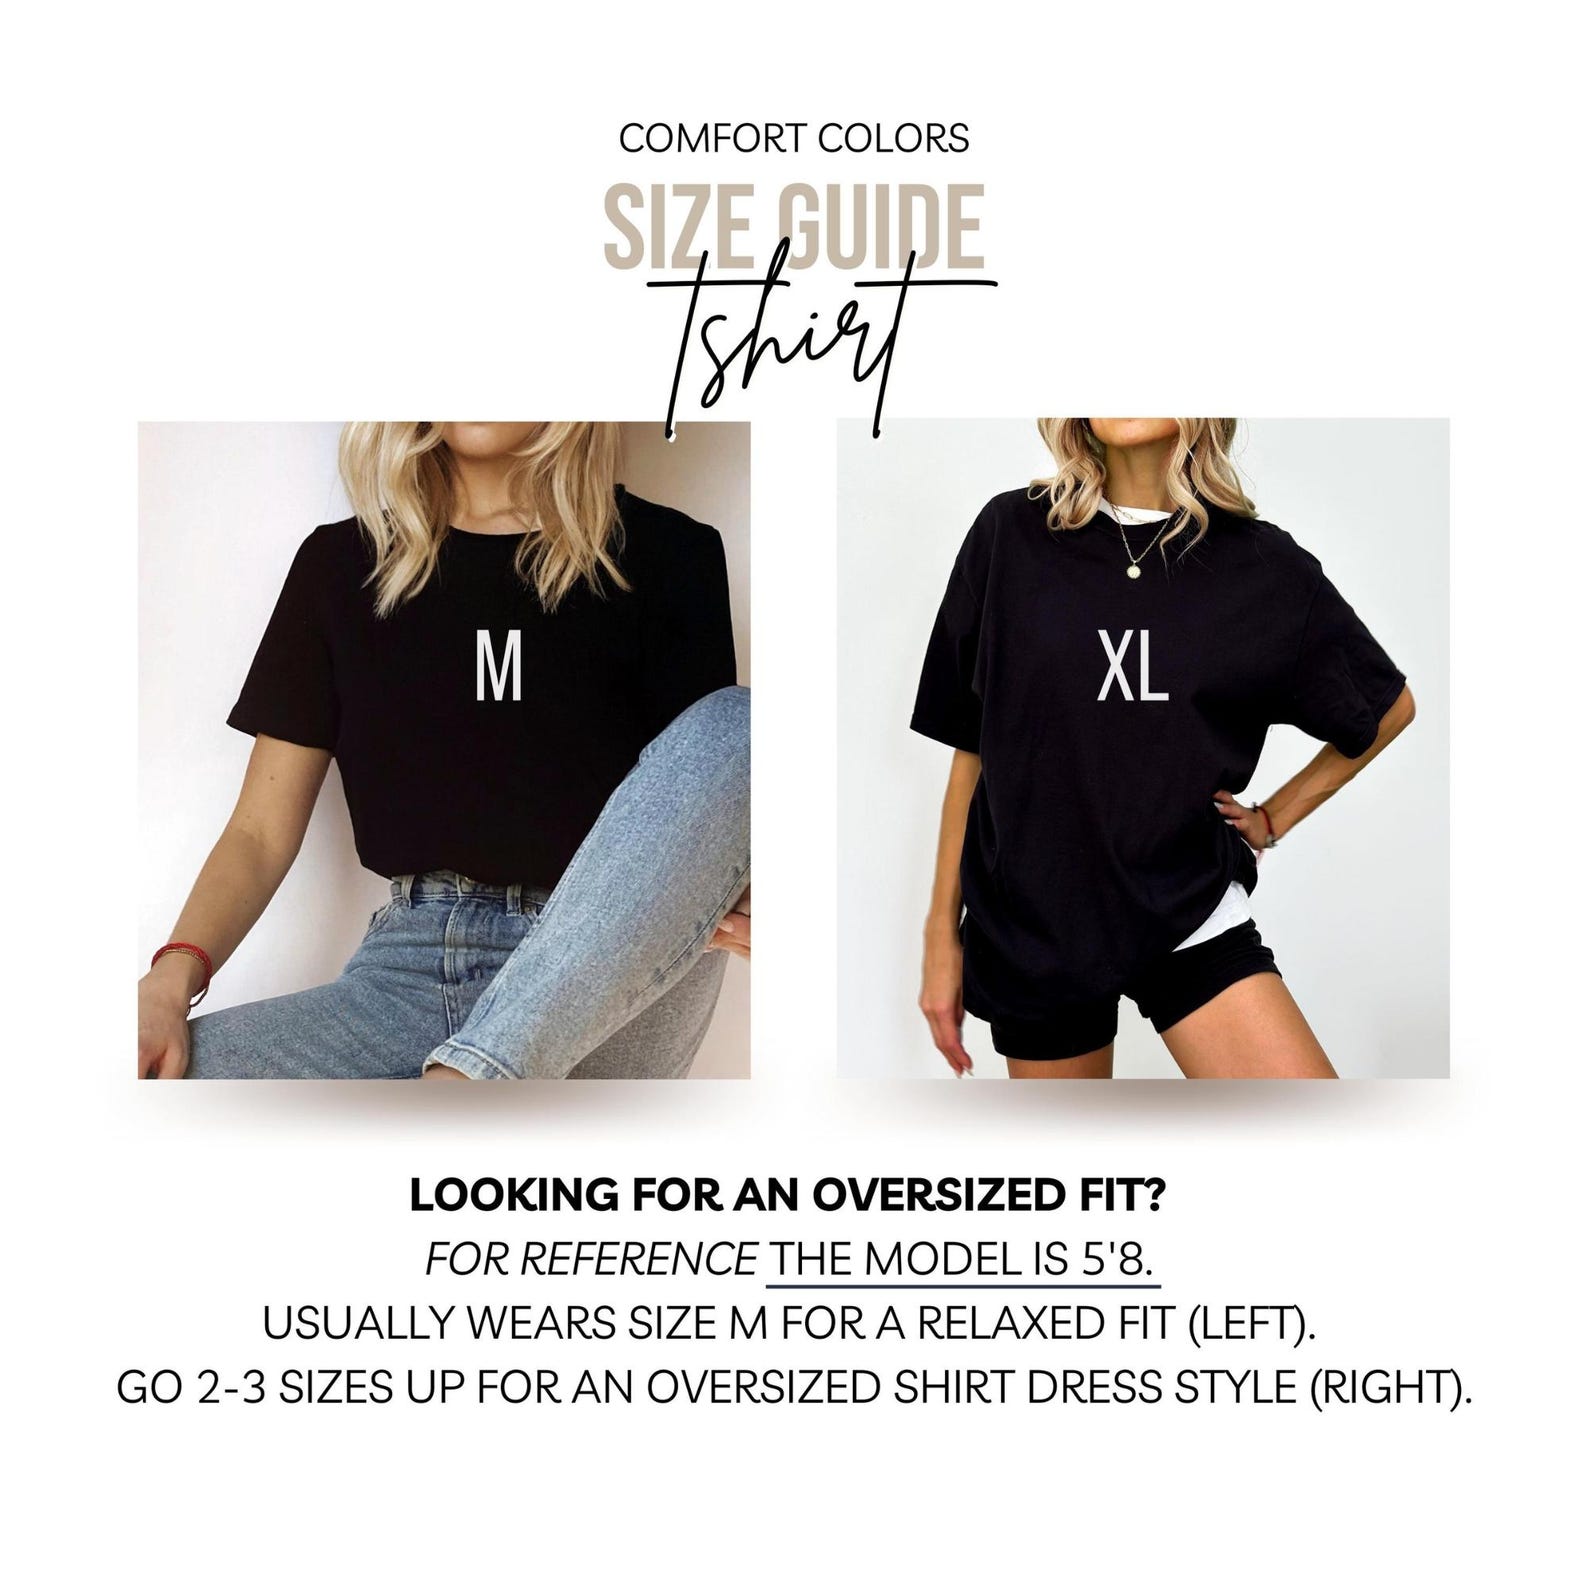 COMFORT COLORS
SIZE GUIDE
tshirt
M
XL
LOOKING FOR AN OVERSIZED FIT?
FOR REFERENCE THE MODEL IS 5'8.
USUALLY WEARS SIZE M FOR A RELAXED FIT (LEFT).
GO 2-3 SIZES UP FOR AN OVERSIZED SHIRT DRESS STYLE (RIGHT).